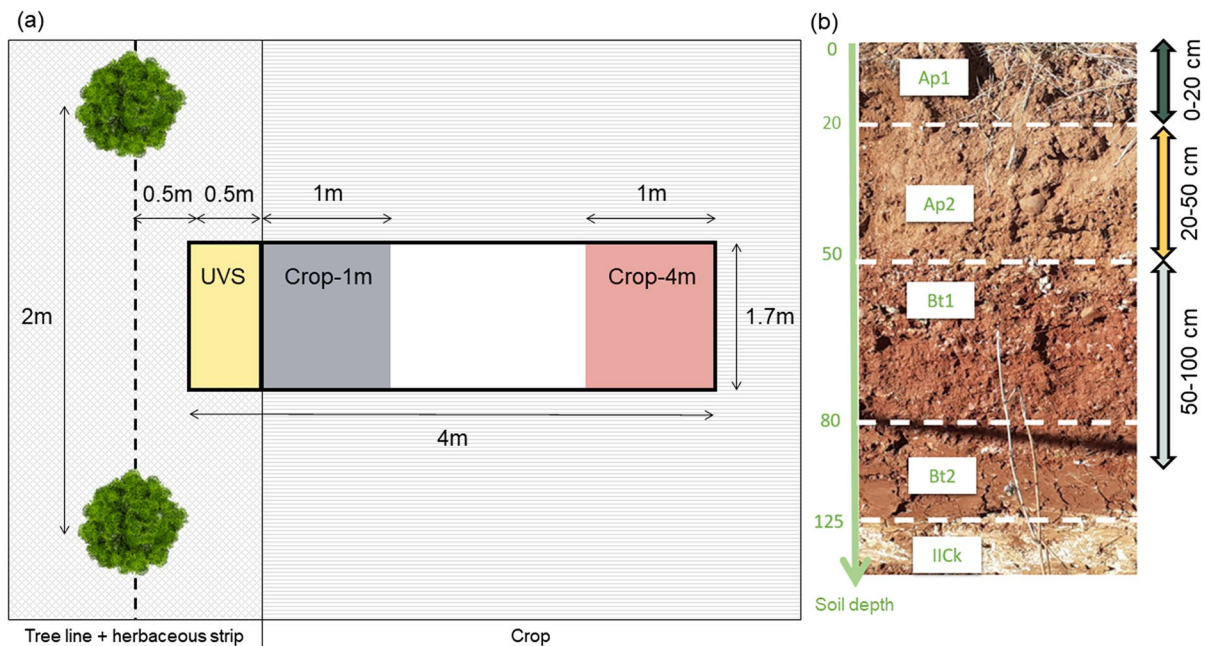 (a)
0.5m
0.5m
1m
1m
UVS
Crop-1m
Crop-4m
2m
1.7m
4m
Tree line + herbaceous strip
Crop
(b)
0
Ap1
0-20 cm
20
Ap2
20-50 cm
50
Bt1
50-100 cm
80
Bt2
125
IICk
Soil depth